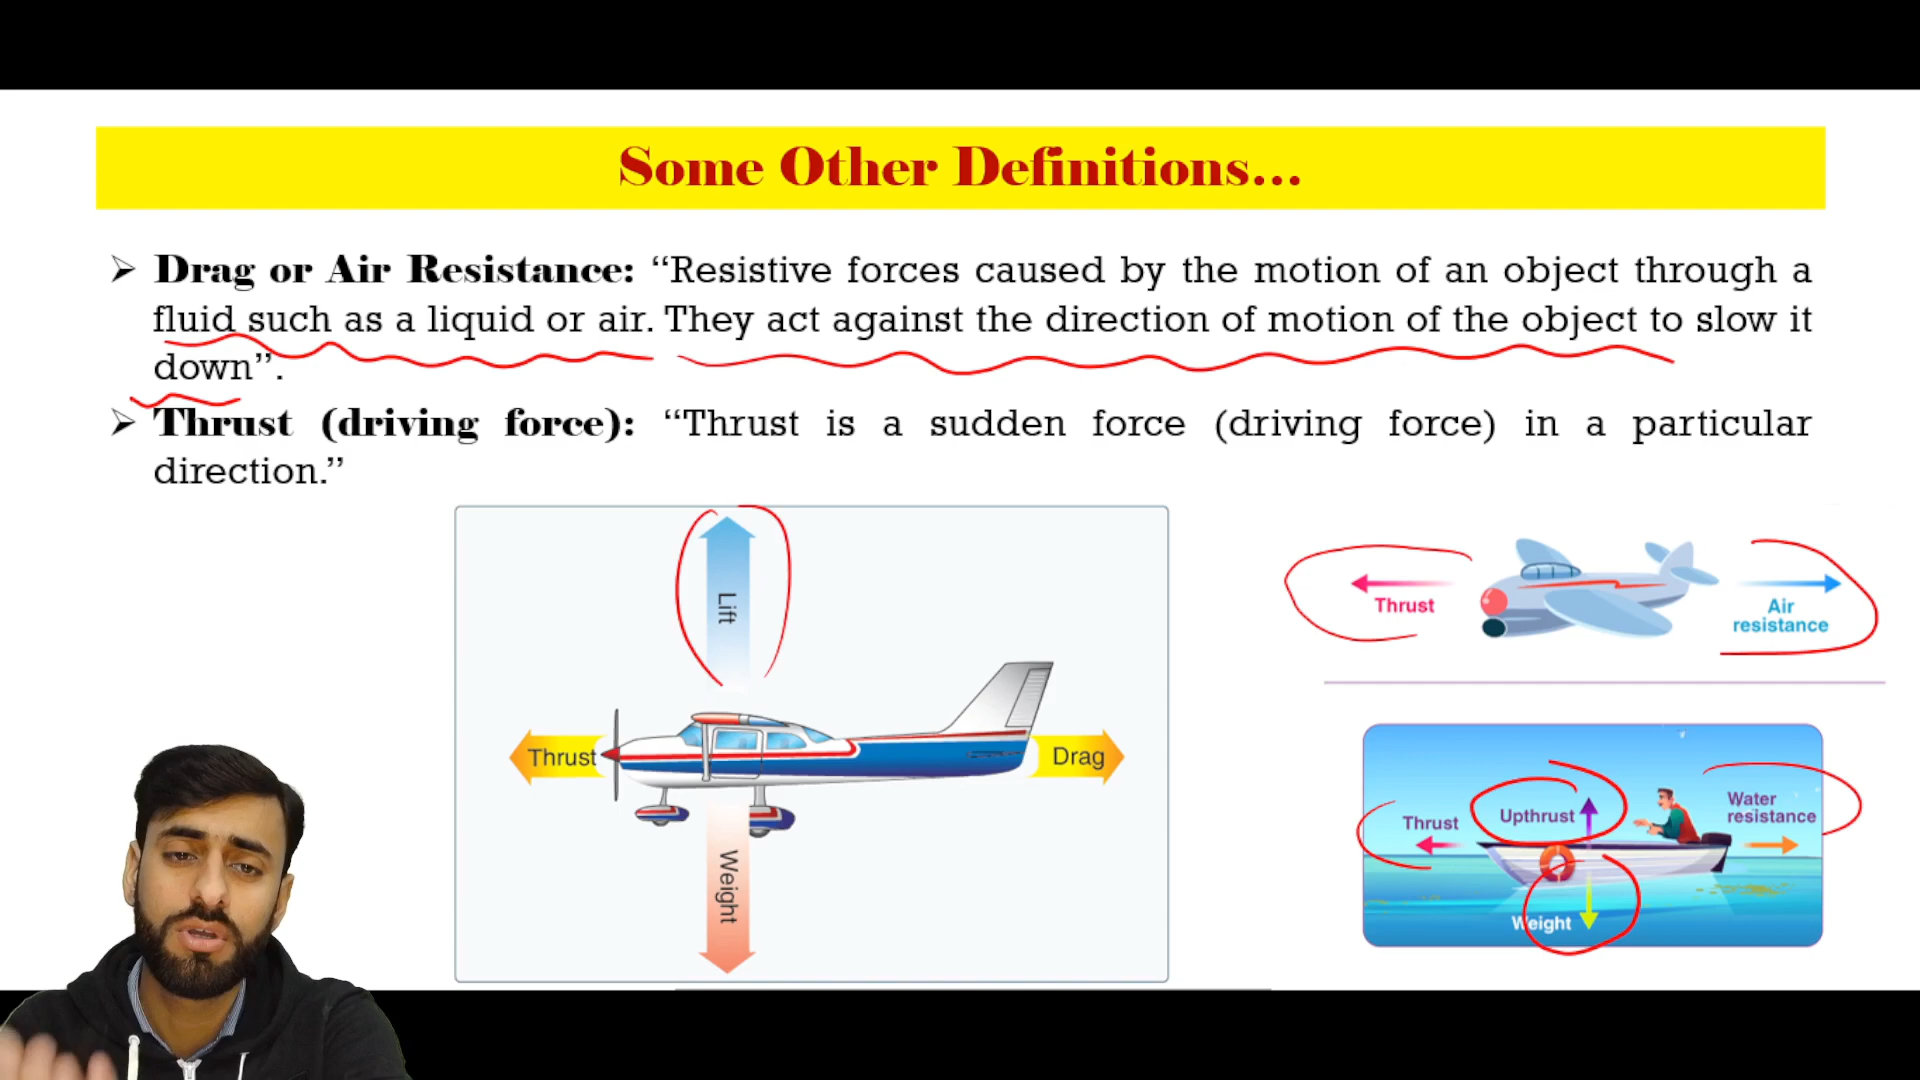 Some Other Definitions...
➢ Drag or Air Resistance: “Resistive forces caused by the motion of an object through a
fluid such as a liquid or air. They act against the direction of motion of the object to slow it
down”.
➢ Thrust (driving force): “Thrust is a sudden force (driving force) in a particular
direction.”
Lift
Thrust
Drag
Weight
Thrust
Air
resistance
Thrust
Upthrust
Water
resistance
Weight